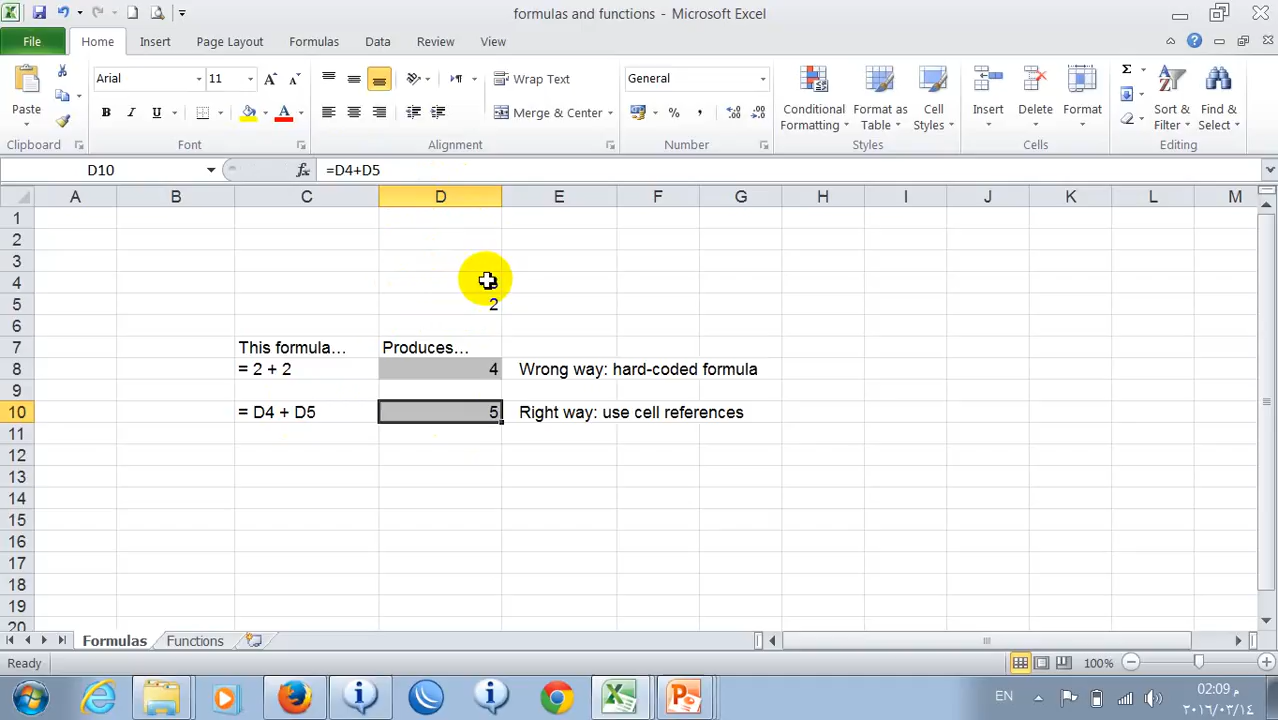 formulas and functions - Microsoft Excel
File Home Insert Page Layout Formulas Data Review View
Arial 11 Wrap Text General
Paste B I U A Merge & Center % , Conditional Formatting Format as Table Cell Styles Insert Delete Format Σ Sort & Filter Find & Select
Clipboard Font Alignment Number Styles Cells Editing
D10 fx =D4+D5
A B C D E F G H I J K L M
1
2
3
4
5 2
6
7 This formula... Produces...
8 = 2 + 2 4 Wrong way: hard-coded formula
9
10 = D4 + D5 5 Right way: use cell references
11
12
13
14
15
16
17
18
19
20
Formulas Functions
Ready 100%
EN 02:09 م
٢٠١٦/٠٣/١٤